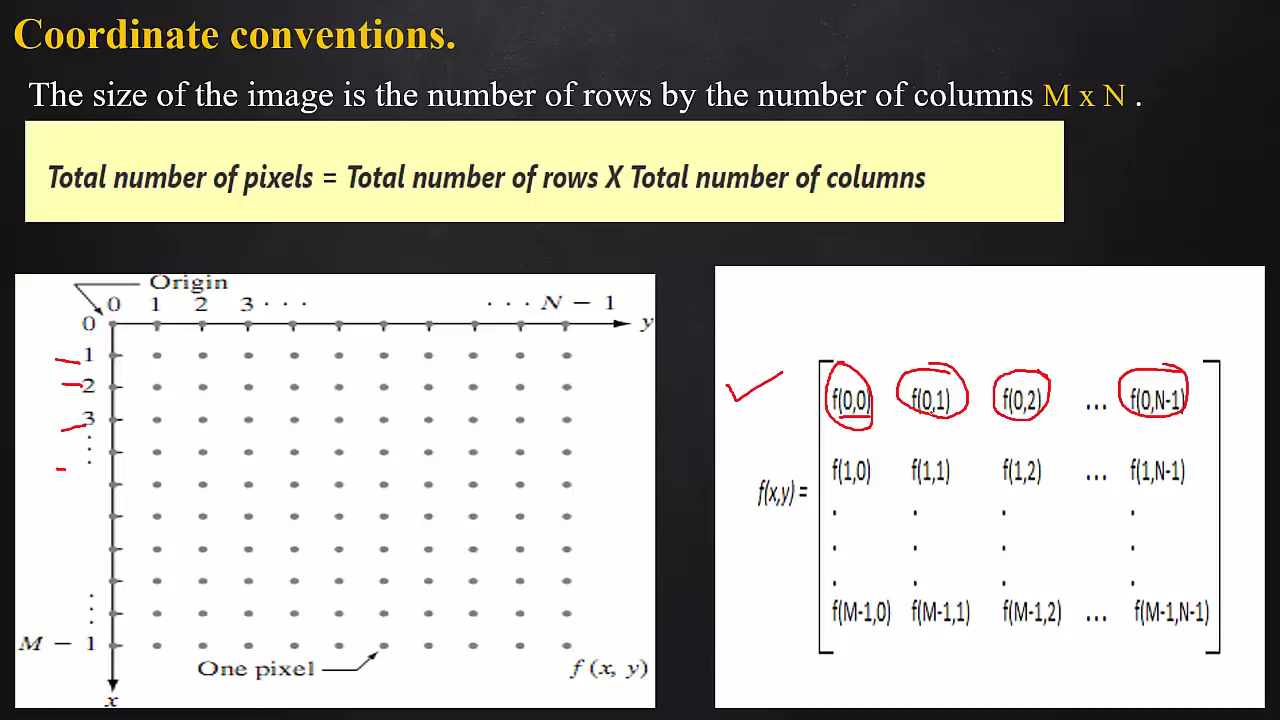 Coordinate conventions.
The size of the image is the number of rows by the number of columns M x N .
Total number of pixels = Total number of rows X Total number of columns
Origin
0 1 2 3 · · · · · · N − 1
0 y
1
2
3
M − 1
One pixel
f (x, y)
x
f(0,0) f(0,1) f(0,2) ... f(0,N-1)
f(1,0) f(1,1) f(1,2) ... f(1,N-1)
f(x,y) =
. . . .
. . . .
. . . .
f(M-1,0) f(M-1,1) f(M-1,2) ... f(M-1,N-1)